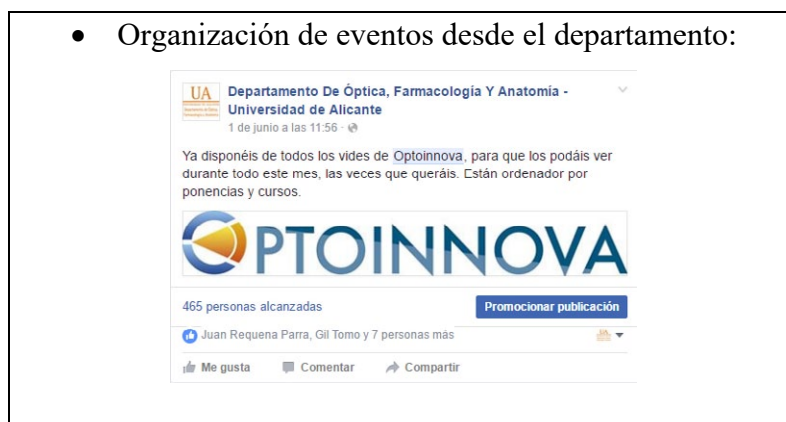 • Organización de eventos desde el departamento:
UA
Departamento De Óptica, Farmacología Y Anatomía -
Universidad de Alicante
1 de junio a las 11:56 ·
Ya disponéis de todos los vides de Optoinnova, para que los podáis ver
durante todo este mes, las veces que queráis. Están ordenador por
ponencias y cursos.
OPTOINNOVA
465 personas alcanzadas
Promocionar publicación
Juan Requena Parra, Gil Tomo y 7 personas más
Me gusta Comentar Compartir